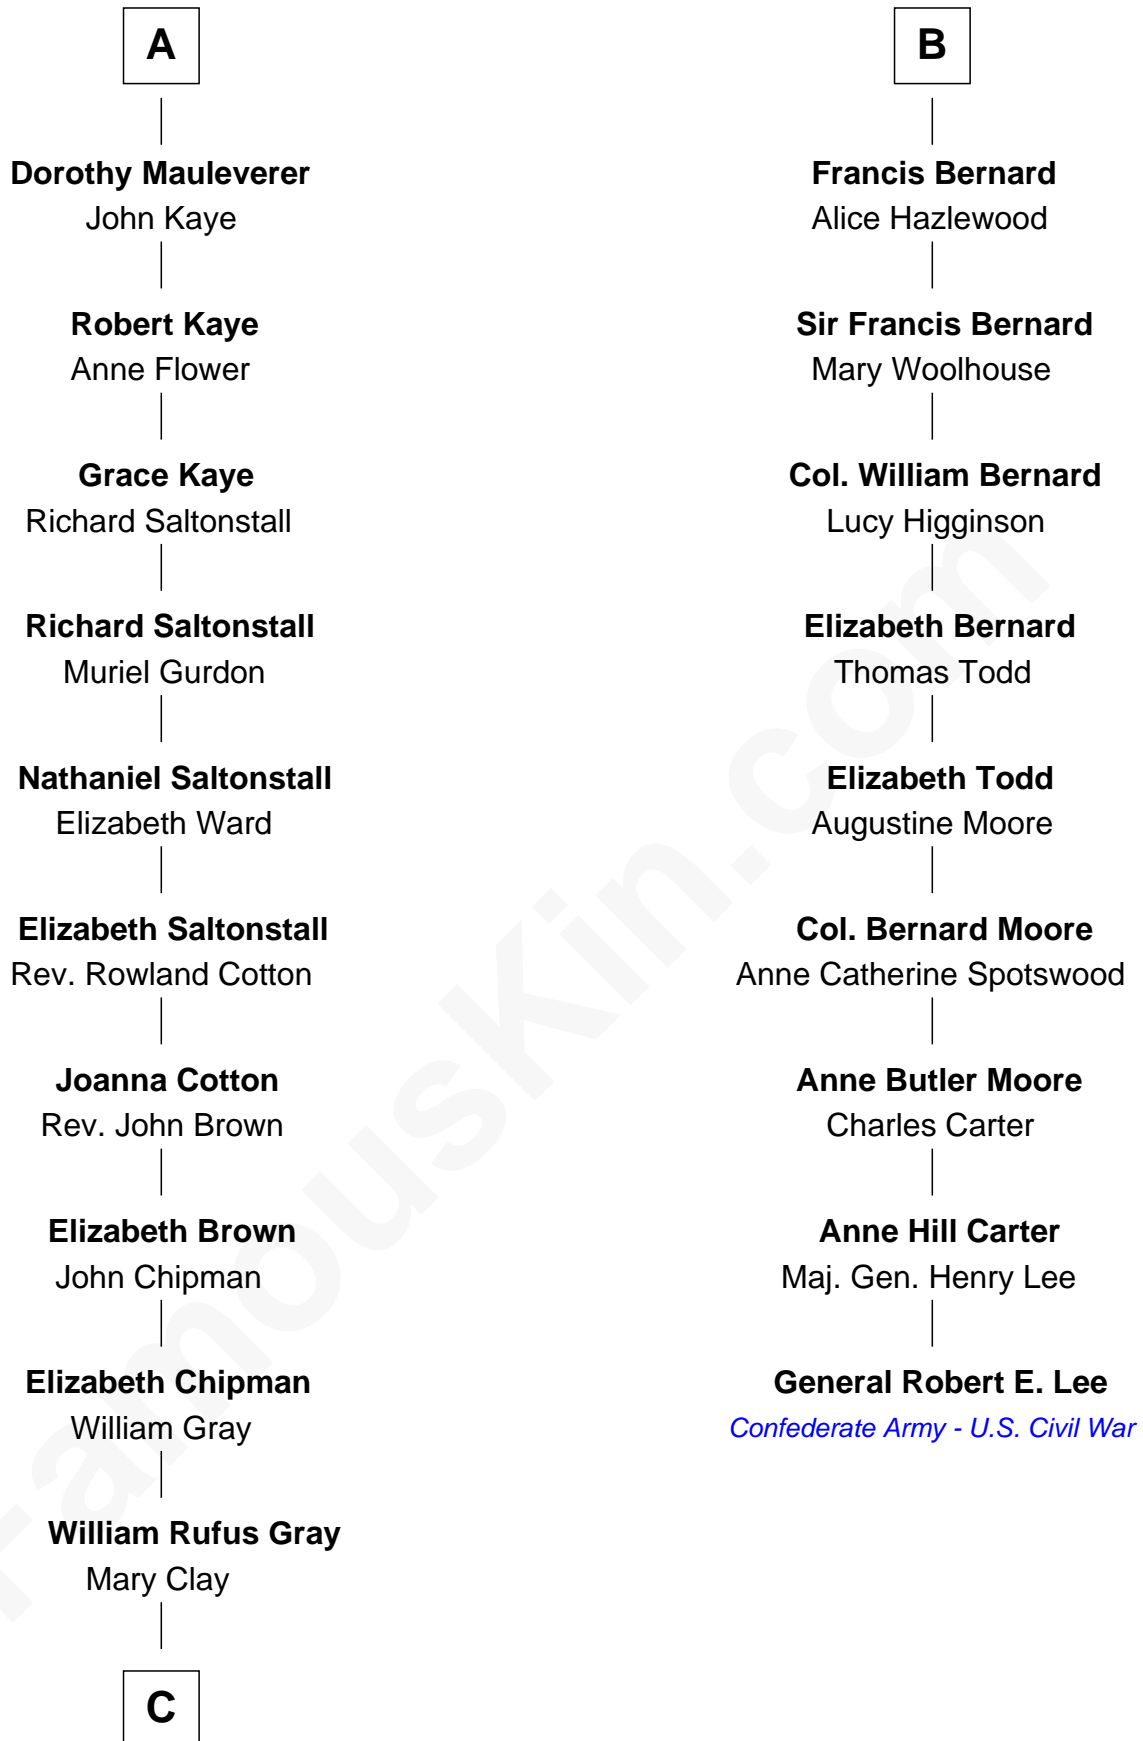 A
Dorothy Mauleverer
John Kaye
Robert Kaye
Anne Flower
Grace Kaye
Richard Saltonstall
Richard Saltonstall
Muriel Gurdon
Nathaniel Saltonstall
Elizabeth Ward
Elizabeth Saltonstall
Rev. Rowland Cotton
Joanna Cotton
Rev. John Brown
Elizabeth Brown
John Chipman
Elizabeth Chipman
William Gray
William Rufus Gray
Mary Clay
C
B
Francis Bernard
Alice Hazlewood
Sir Francis Bernard
Mary Woolhouse
Col. William Bernard
Lucy Higginson
Elizabeth Bernard
Thomas Todd
Elizabeth Todd
Augustine Moore
Col. Bernard Moore
Anne Catherine Spotswood
Anne Butler Moore
Charles Carter
Anne Hill Carter
Maj. Gen. Henry Lee
General Robert E. Lee
Confederate Army - U.S. Civil War
FamousKin.com